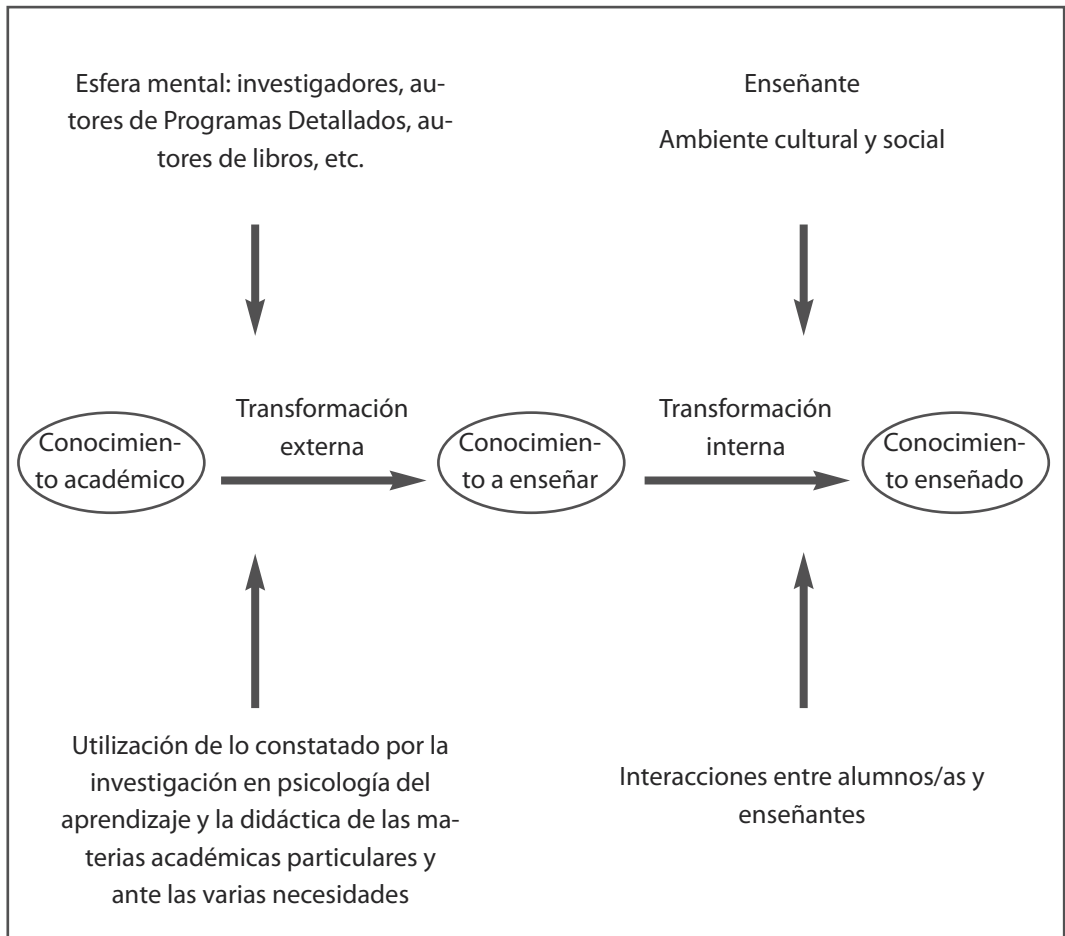 Esfera mental: investigadores, au-
tores de Programas Detallados, au-
tores de libros, etc.
Enseñante
Ambiente cultural y social
Conocimien-
to académico
Transformación
externa
Conocimien-
to a enseñar
Transformación
interna
Conocimien-
to enseñado
Utilización de lo constatado por la
investigación en psicología del
aprendizaje y la didáctica de las ma-
terias académicas particulares y
ante las varias necesidades
Interacciones entre alumnos/as y
enseñantes